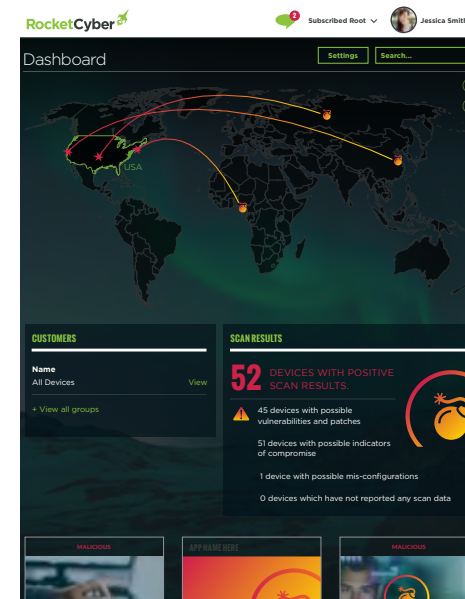 RocketCyber
2
Subscribed Root
Jessica Smith
Dashboard
Settings
Search...
USA
CUSTOMERS
Name
All Devices
View
+ View all groups
SCAN RESULTS
52 DEVICES WITH POSITIVE
SCAN RESULTS.
45 devices with possible
vulnerabilities and patches
51 devices with possible indicators
of compromise
1 device with possible mis-configurations
0 devices which have not reported any scan data
MALICIOUS
APP NAME HERE
MALICIOUS